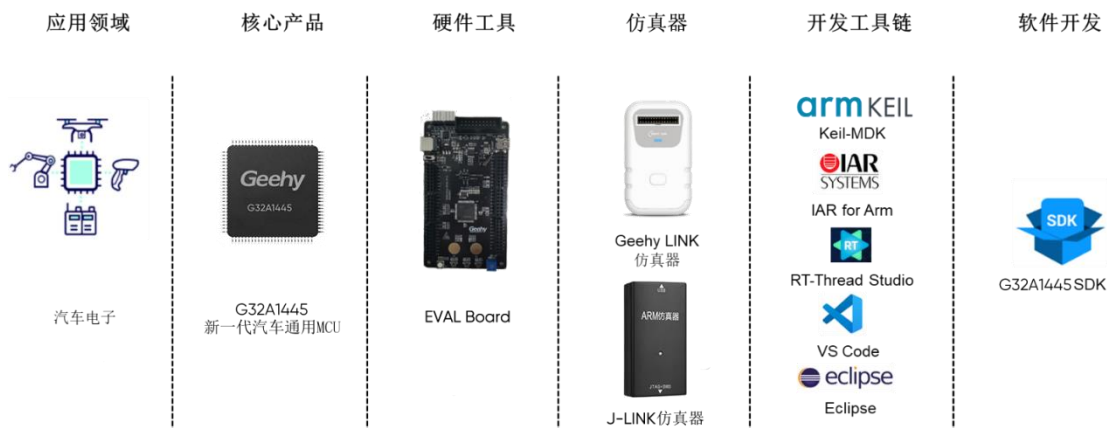 应用领域
核心产品
硬件工具
仿真器
开发工具链
软件开发
汽车电子
Geehy
G32A1445
G32A1445
新一代汽车通用MCU
Geehy
EVAL Board
Geehy LINK
仿真器
ARM仿真器
J-LINK仿真器
arm KEIL
Keil-MDK
IAR
SYSTEMS
IAR for Arm
RT
RT-Thread Studio
VS Code
eclipse
Eclipse
SDK
G32A1445 SDK